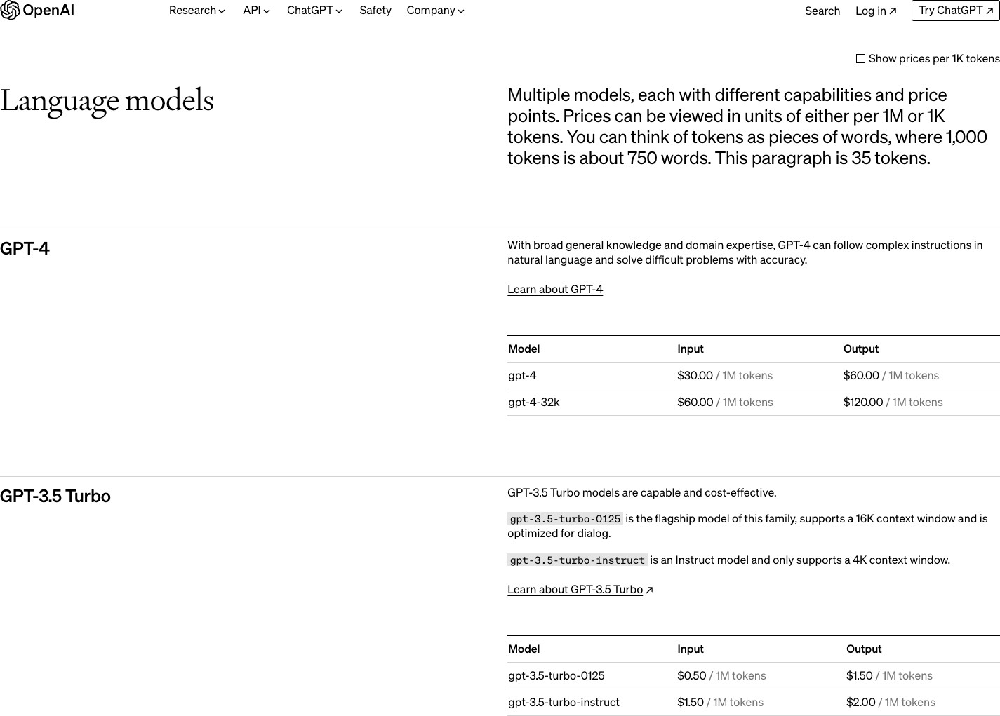 OpenAI Research API ChatGPT Safety Company Search Log in ↗ Try ChatGPT ↗
Show prices per 1K tokens
Language models
Multiple models, each with different capabilities and price
points. Prices can be viewed in units of either per 1M or 1K
tokens. You can think of tokens as pieces of words, where 1,000
tokens is about 750 words. This paragraph is 35 tokens.
GPT-4
With broad general knowledge and domain expertise, GPT-4 can follow complex instructions in
natural language and solve difficult problems with accuracy.
Learn about GPT-4
Model Input Output
gpt-4 $30.00 / 1M tokens $60.00 / 1M tokens
gpt-4-32k $60.00 / 1M tokens $120.00 / 1M tokens
GPT-3.5 Turbo
GPT-3.5 Turbo models are capable and cost-effective.
gpt-3.5-turbo-0125 is the flagship model of this family, supports a 16K context window and is
optimized for dialog.
gpt-3.5-turbo-instruct is an Instruct model and only supports a 4K context window.
Learn about GPT-3.5 Turbo ↗
Model Input Output
gpt-3.5-turbo-0125 $0.50 / 1M tokens $1.50 / 1M tokens
gpt-3.5-turbo-instruct $1.50 / 1M tokens $2.00 / 1M tokens